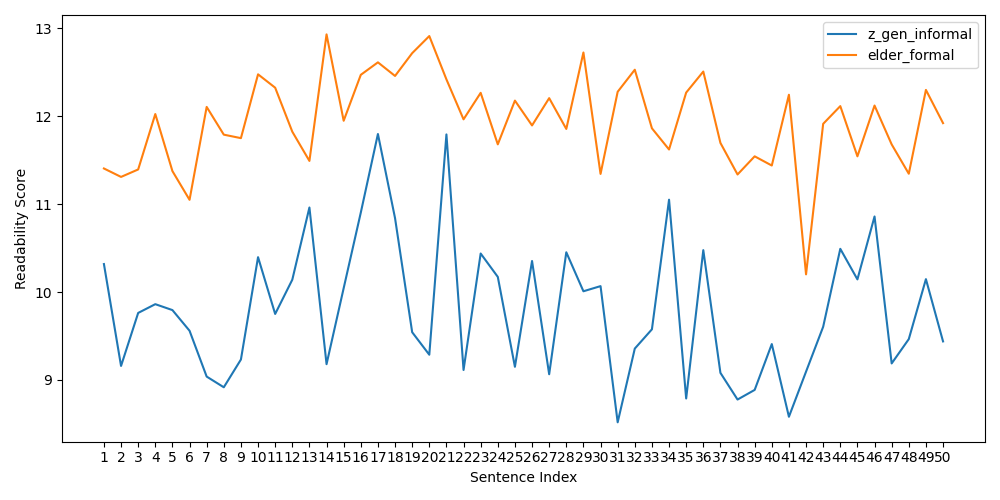 13
12
11
10
9
Readability Score
z_gen_informal
elder_formal
1 2 3 4 5 6 7 8 9 10 11 12 13 14 15 16 17 18 19 20 21 22 23 24 25 26 27 28 29 30 31 32 33 34 35 36 37 38 39 40 41 42 43 44 45 46 47 48 49 50
Sentence Index